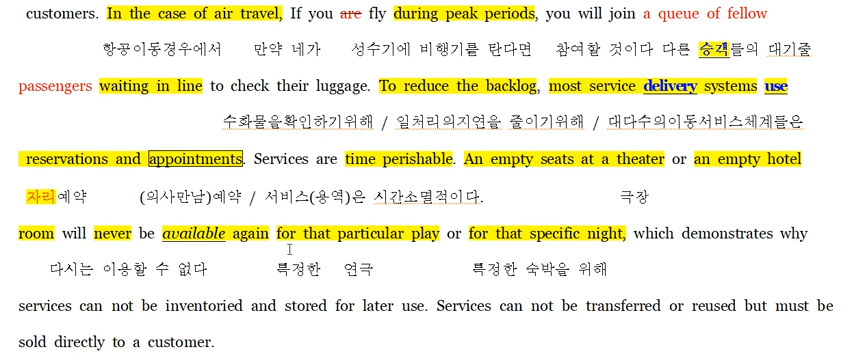 customers. In the case of air travel, If you are fly during peak periods, you will join a queue of fellow
항공이동경우에서 만약 네가 성수기에 비행기를 탄다면 참여할 것이다 다른 승객들의 대기줄
passengers waiting in line to check their luggage. To reduce the backlog, most service delivery systems use
수화물을확인하기위해 / 일처리의지연을 줄이기위해 / 대다수의이동서비스체계들은
reservations and appointments. Services are time perishable. An empty seats at a theater or an empty hotel
자리예약 (의사만남)예약 / 서비스(용역)은 시간소멸적이다. 극장
room will never be available again for that particular play or for that specific night, which demonstrates why
다시는 이용할 수 없다 특정한 연극 특정한 숙박을 위해
services can not be inventoried and stored for later use. Services can not be transferred or reused but must be
sold directly to a customer.